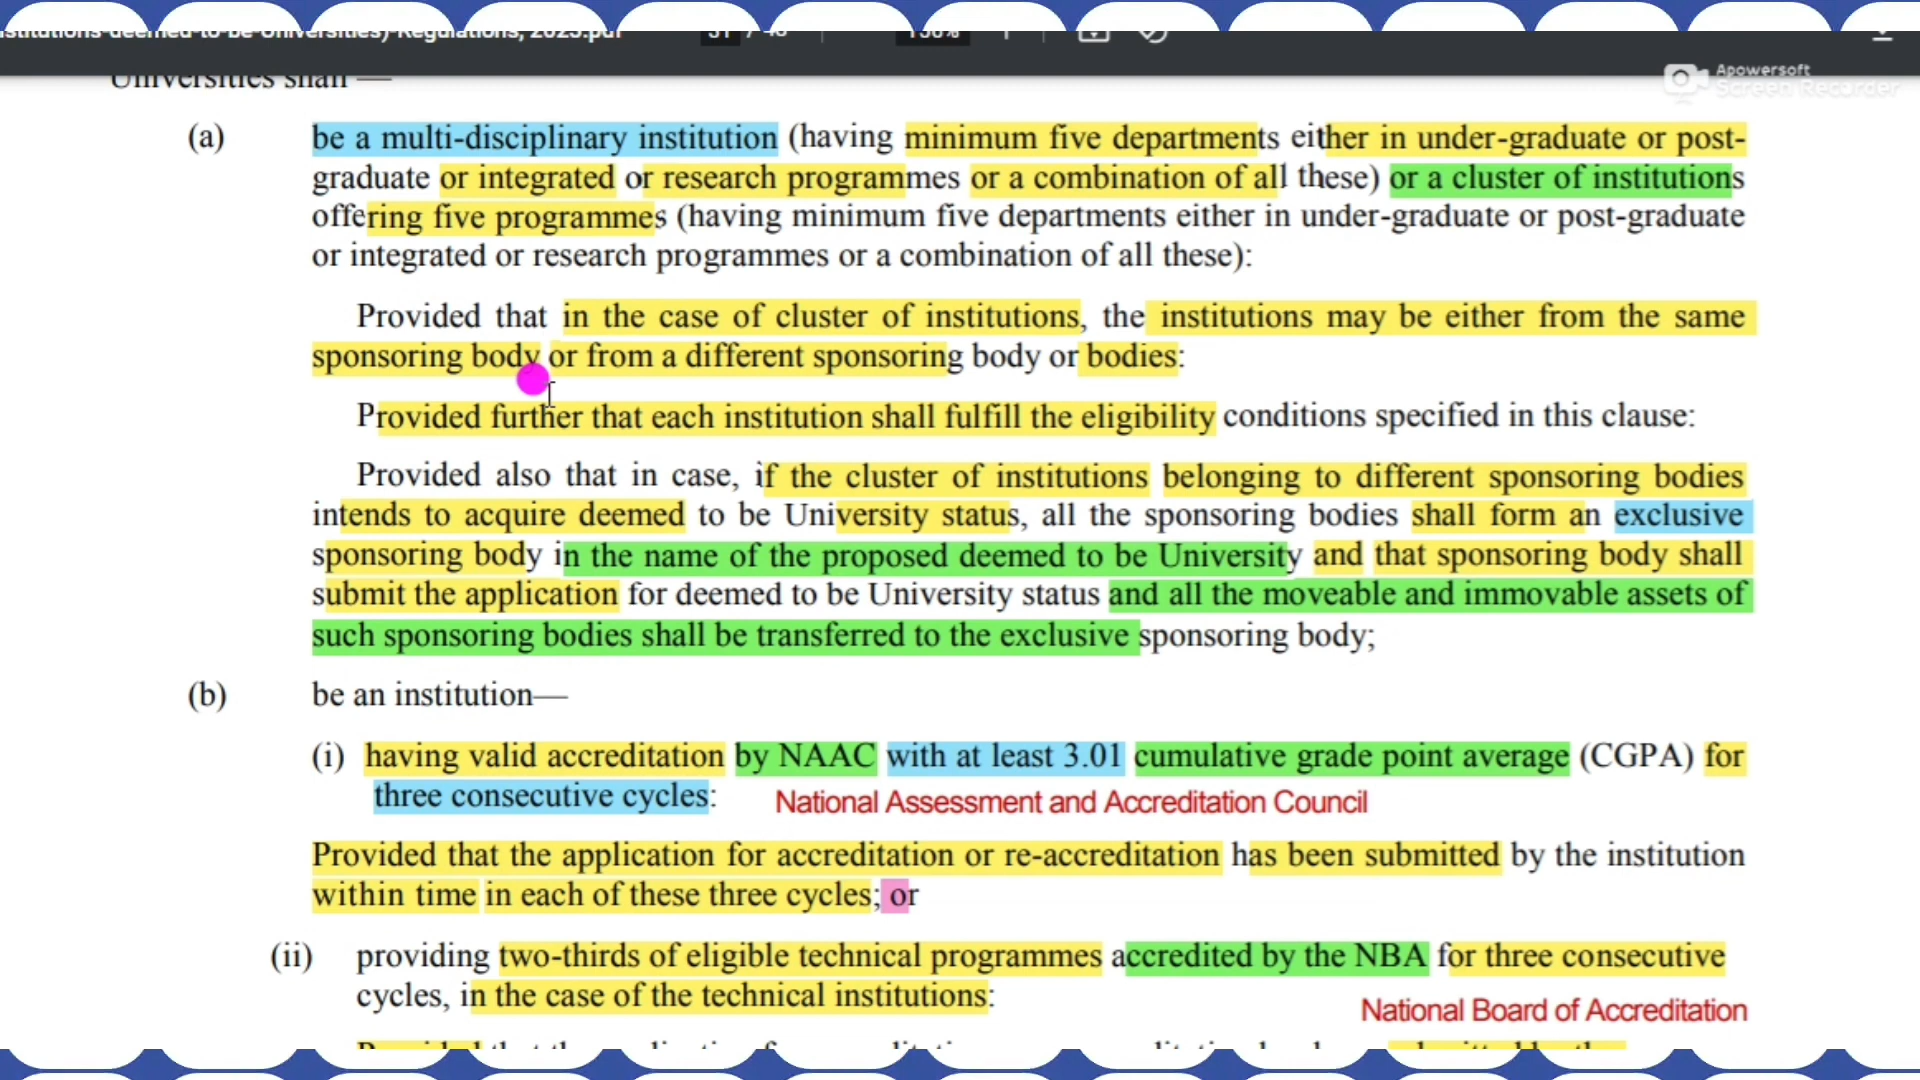 stitutions-deemed-to-be-Universities) Regulations, 2023.pdf 31 / 48 150%
Universities shall —
Apowersoft
Screen Recorder
(a) be a multi-disciplinary institution (having minimum five departments either in under-graduate or post-
graduate or integrated or research programmes or a combination of all these) or a cluster of institutions
offering five programmes (having minimum five departments either in under-graduate or post-graduate
or integrated or research programmes or a combination of all these):
Provided that in the case of cluster of institutions, the institutions may be either from the same
sponsoring body or from a different sponsoring body or bodies:
Provided further that each institution shall fulfill the eligibility conditions specified in this clause:
Provided also that in case, if the cluster of institutions belonging to different sponsoring bodies
intends to acquire deemed to be University status, all the sponsoring bodies shall form an exclusive
sponsoring body in the name of the proposed deemed to be University and that sponsoring body shall
submit the application for deemed to be University status and all the moveable and immovable assets of
such sponsoring bodies shall be transferred to the exclusive sponsoring body;
(b) be an institution—
(i) having valid accreditation by NAAC with at least 3.01 cumulative grade point average (CGPA) for
three consecutive cycles: National Assessment and Accreditation Council
Provided that the application for accreditation or re-accreditation has been submitted by the institution
within time in each of these three cycles; or
(ii) providing two-thirds of eligible technical programmes accredited by the NBA for three consecutive
cycles, in the case of the technical institutions:
National Board of Accreditation